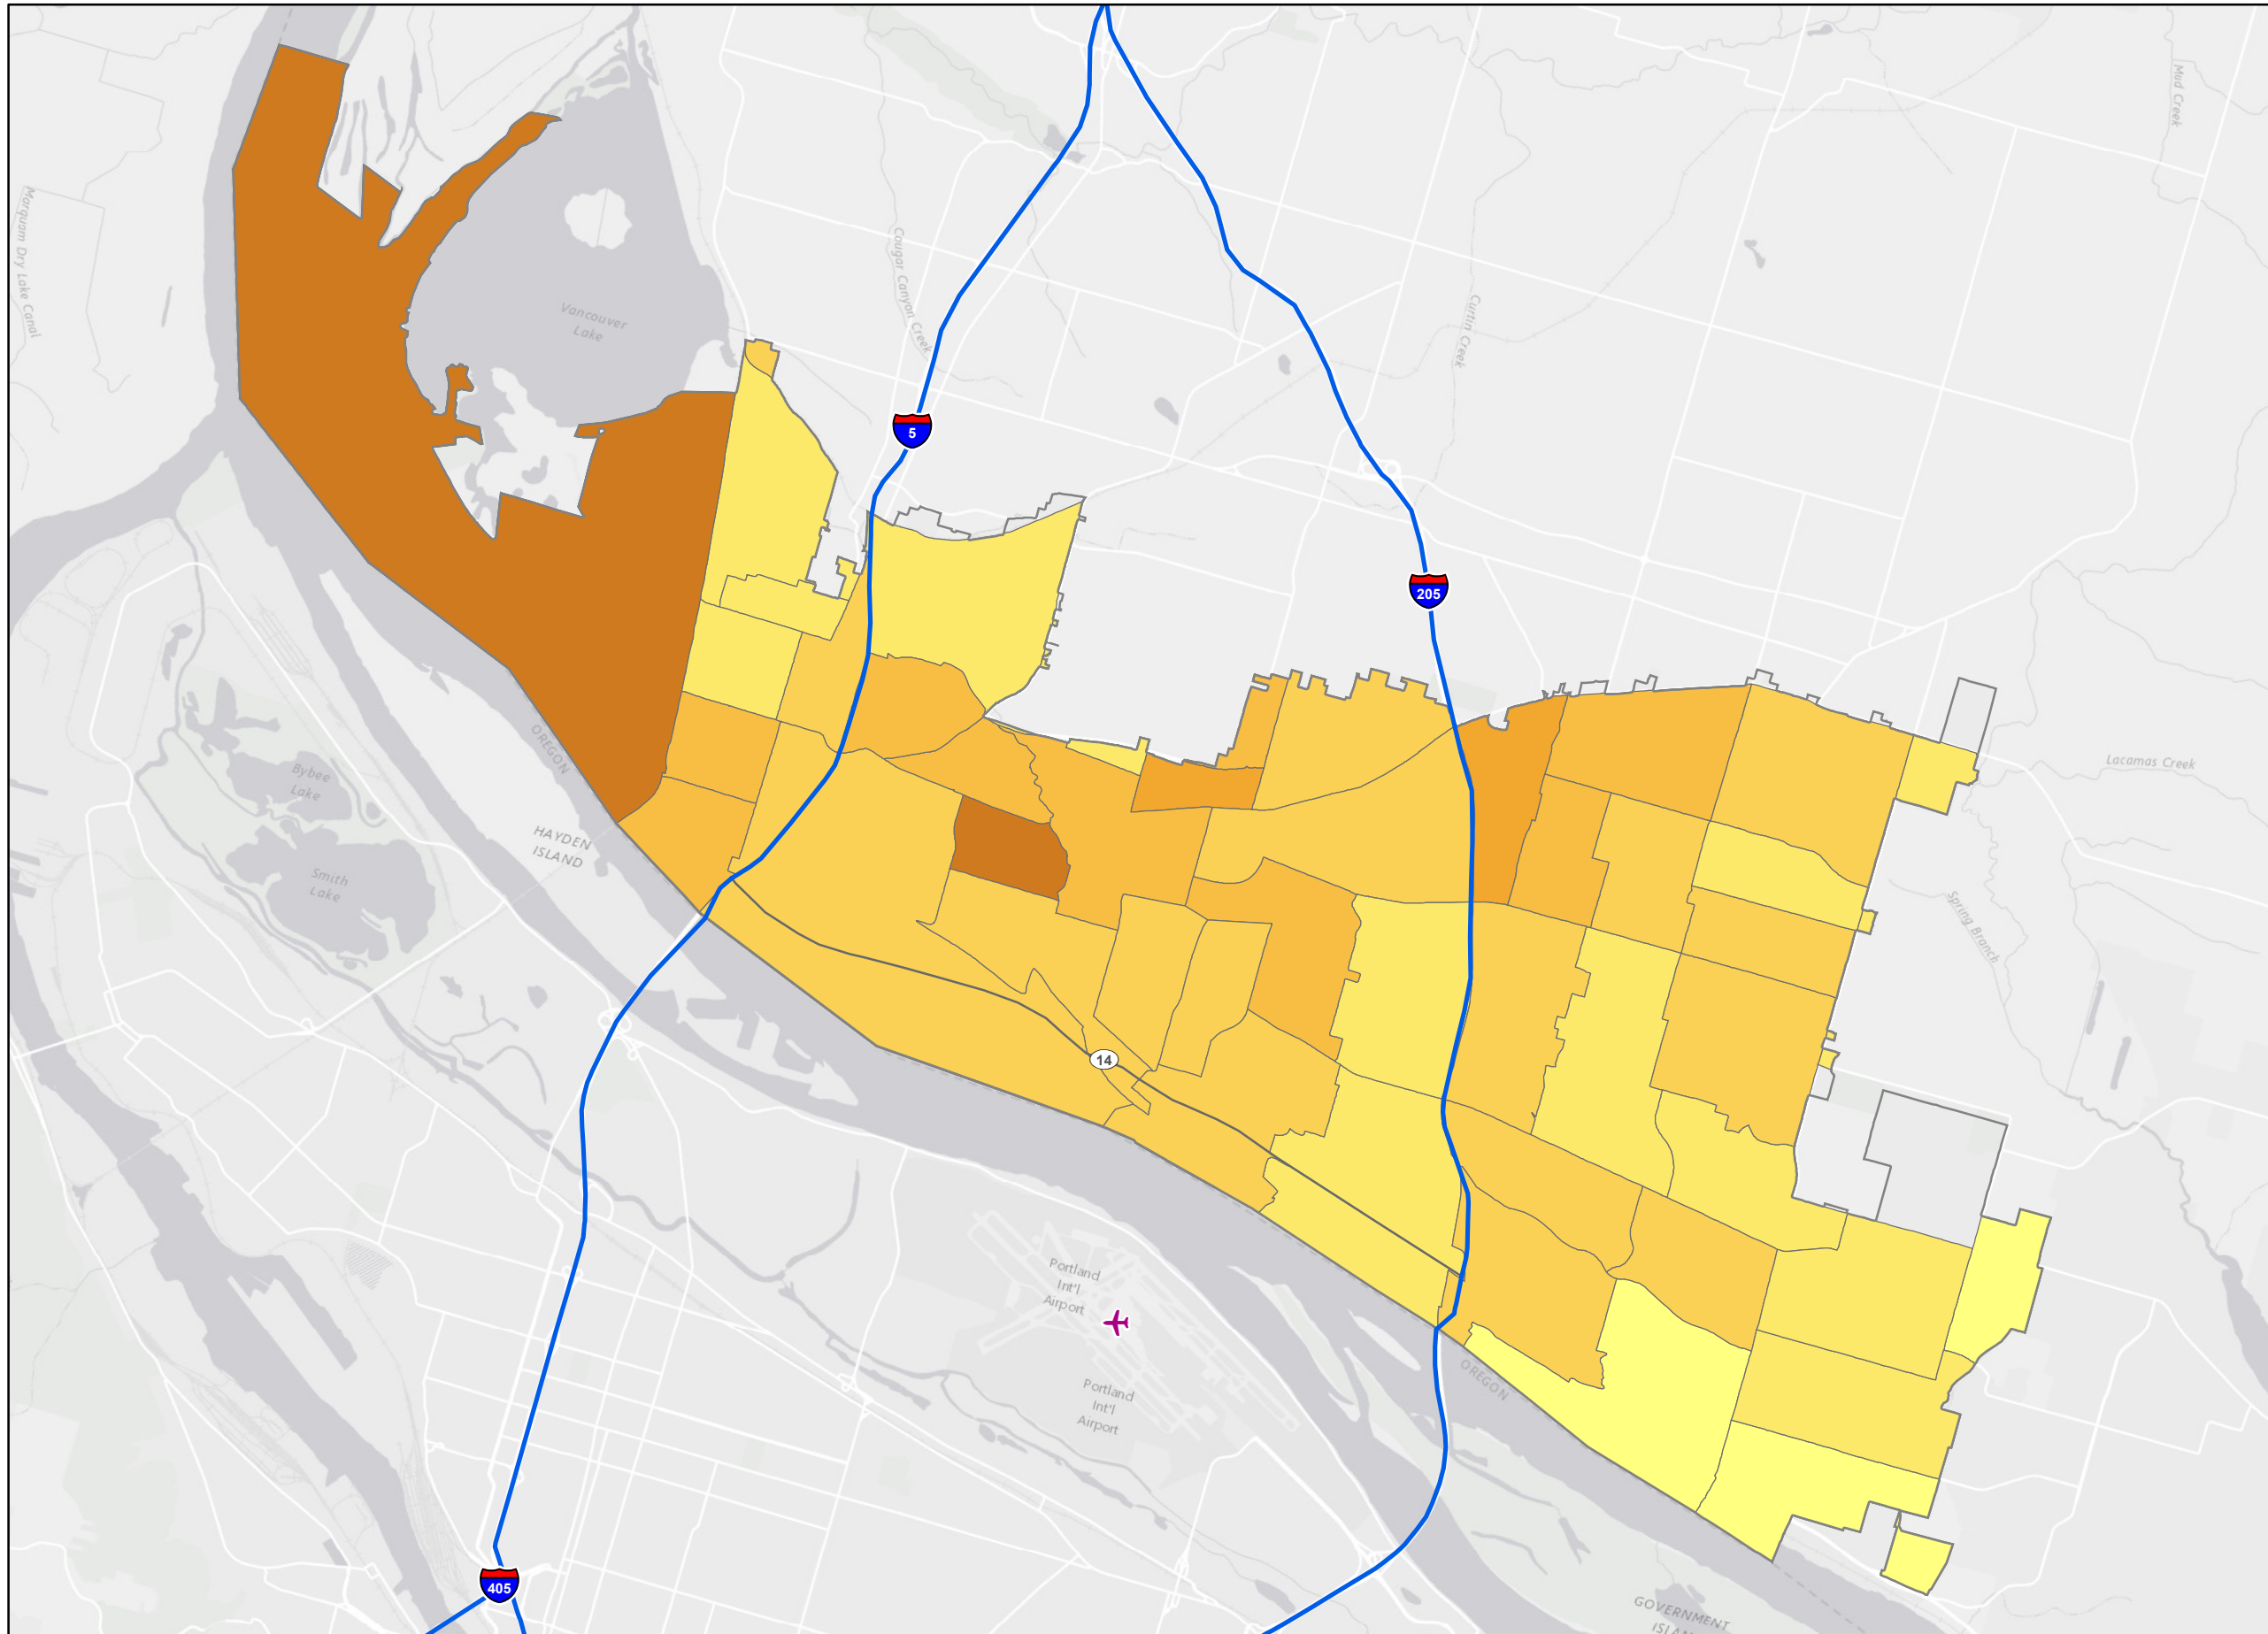 Mud Creek
Marquam Dry Lake Canal
Cougar Canyon Creek
Vancouver
Lake
Curtin Creek
5
205
OREGON
Bybee
Lake
Lacamas Creek
HAYDEN
ISLAND
Smith
Lake
Spring Branch
14
Portland
Int'l
Airport
Portland
Int'l
Airport
OREGON
405
GOVERNMENT
ISLAN